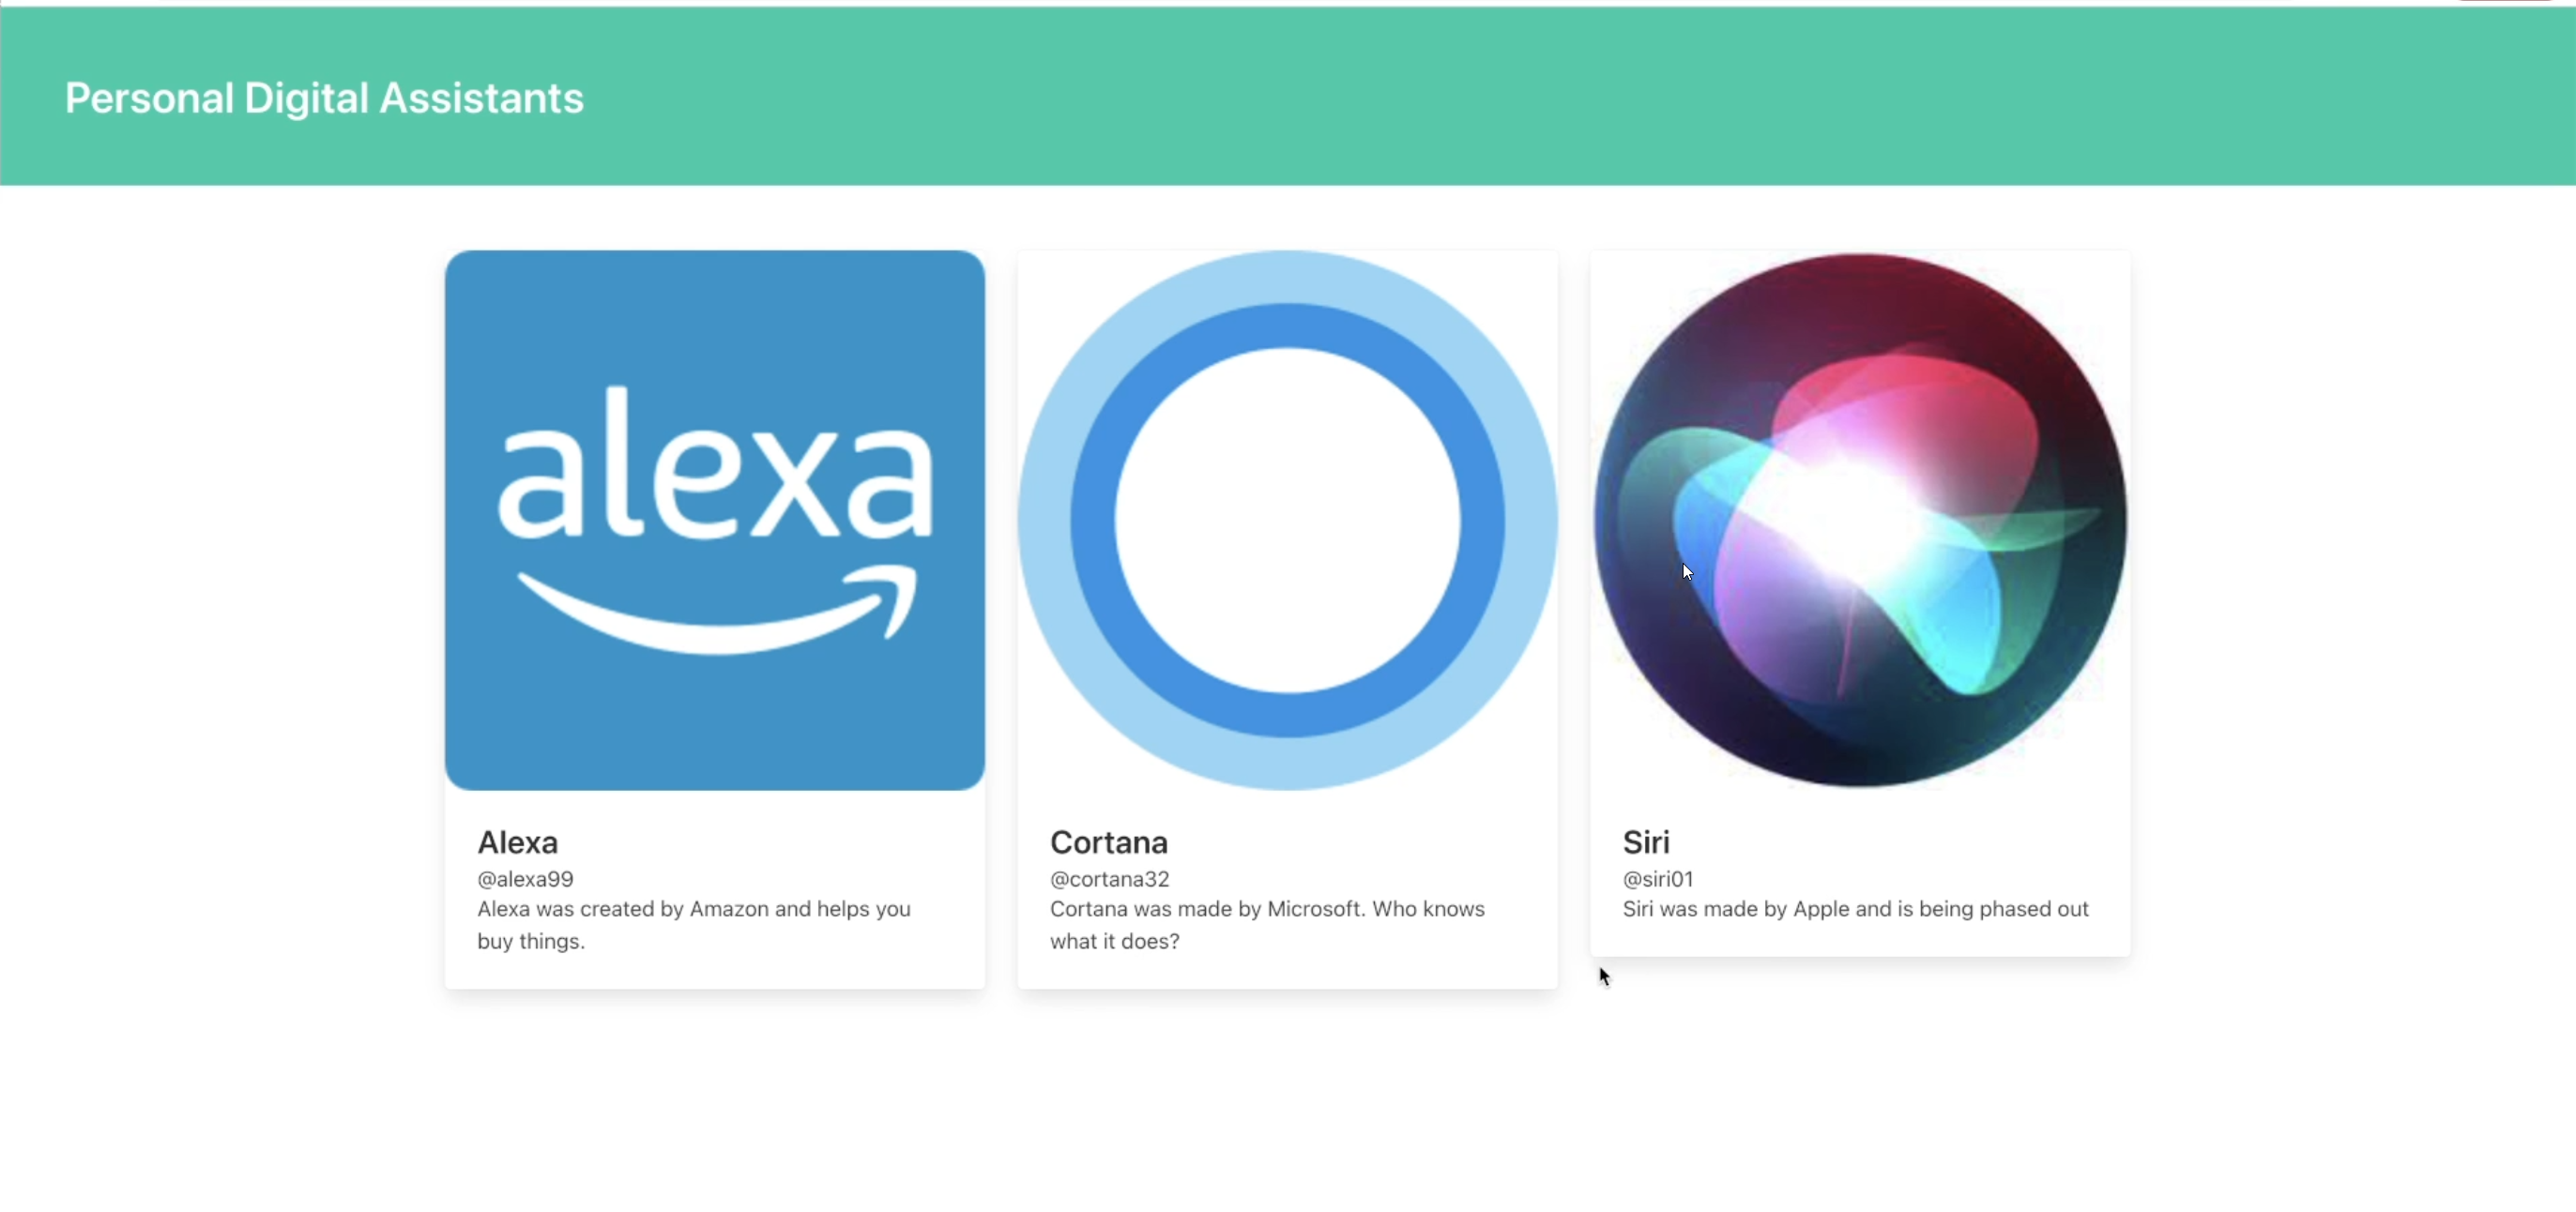 Personal Digital Assistants
alexa
Alexa
@alexa99
Alexa was created by Amazon and helps you
buy things.
Cortana
@cortana32
Cortana was made by Microsoft. Who knows
what it does?
Siri
@siri01
Siri was made by Apple and is being phased out